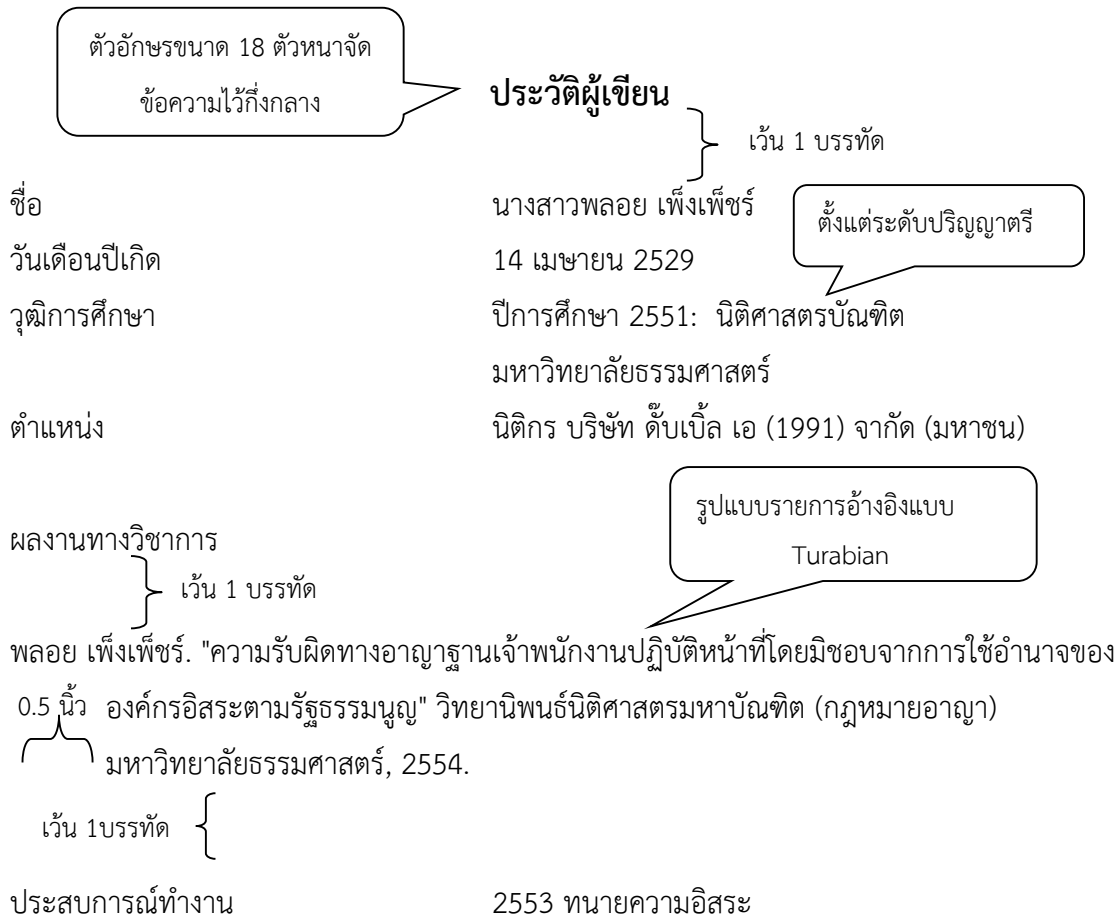 ตัวอักษรขนาด 18 ตัวหนาจัด
ข้อความไว้กึ่งกลาง
ประวัติผู้เขียน
เว้น 1 บรรทัด
ชื่อ นางสาวพลอย เพ็งเพ็ชร์
ตั้งแต่ระดับปริญญาตรี
วันเดือนปีเกิด 14 เมษายน 2529
วุฒิการศึกษา ปีการศึกษา 2551: นิติศาสตรบัณฑิต
มหาวิทยาลัยธรรมศาสตร์
ตำแหน่ง นิติกร บริษัท ดั๊บเบิ้ล เอ (1991) จากัด (มหาชน)
รูปแบบรายการอ้างอิงแบบ
Turabian
ผลงานทางวิชาการ
เว้น 1 บรรทัด
พลอย เพ็งเพ็ชร์. "ความรับผิดทางอาญาฐานเจ้าพนักงานปฏิบัติหน้าที่โดยมิชอบจากการใช้อำนาจของ
0.5 นิ้ว องค์กรอิสระตามรัฐธรรมนูญ" วิทยานิพนธ์นิติศาสตรมหาบัณฑิต (กฎหมายอาญา)
มหาวิทยาลัยธรรมศาสตร์, 2554.
เว้น 1บรรทัด
ประสบการณ์ทำงาน 2553 ทนายความอิสระ